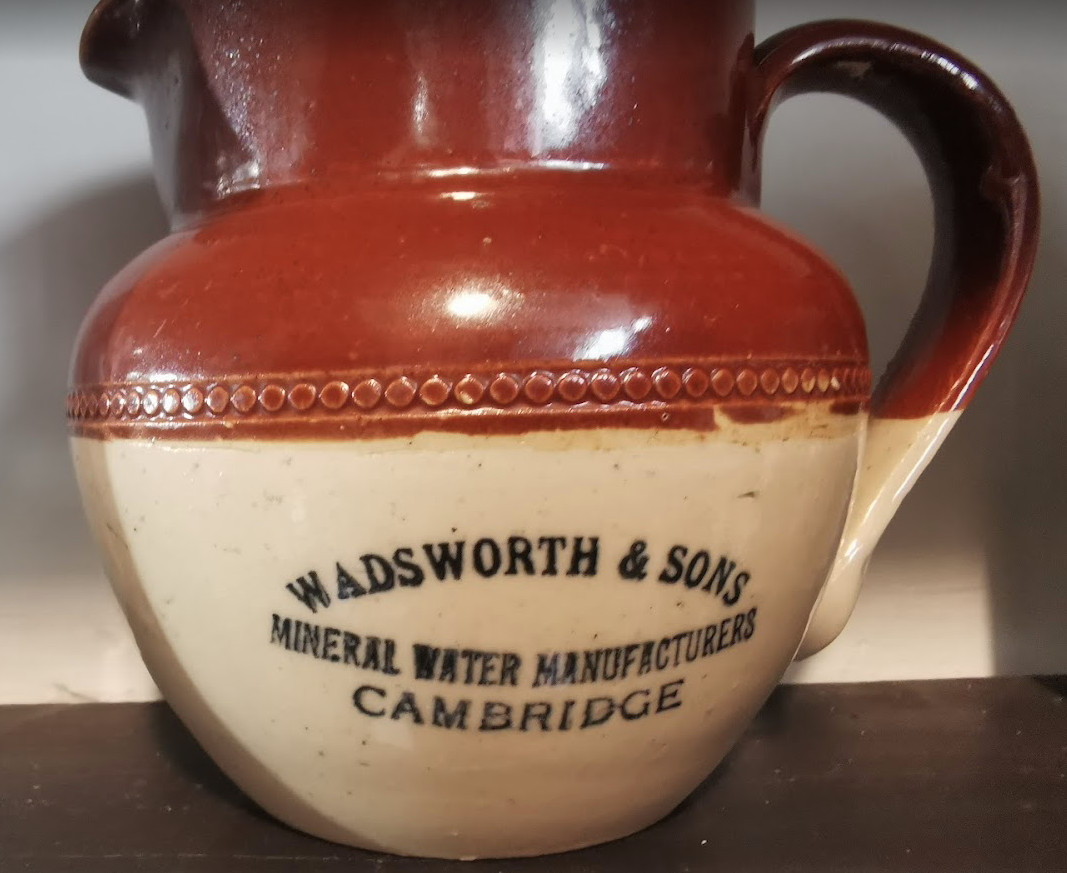 WADSWORTH & SONS
MINERAL WATER MANUFACTURERS
CAMBRIDGE